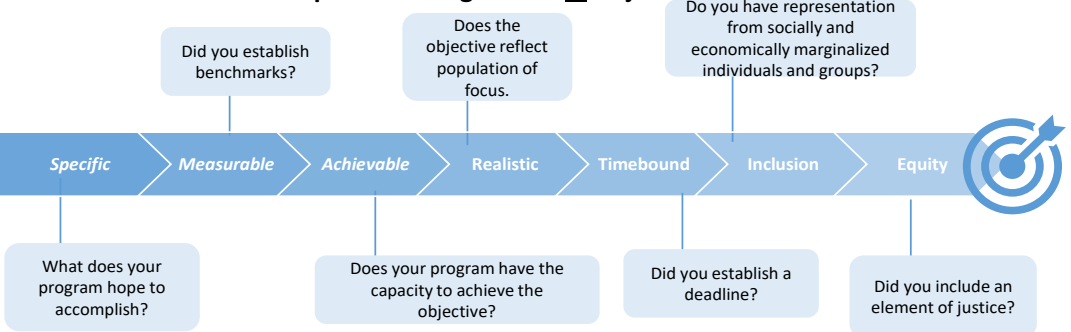 Do you have representation
from socially and
economically marginalized
individuals and groups?
Does the
objective reflect
population of
focus.
Did you establish
benchmarks?
Specific
Measurable
Achievable
Realistic
Timebound
Inclusion
Equity
What does your
program hope to
accomplish?
Does your program have the
capacity to achieve the
objective?
Did you establish a
deadline?
Did you include an
element of justice?